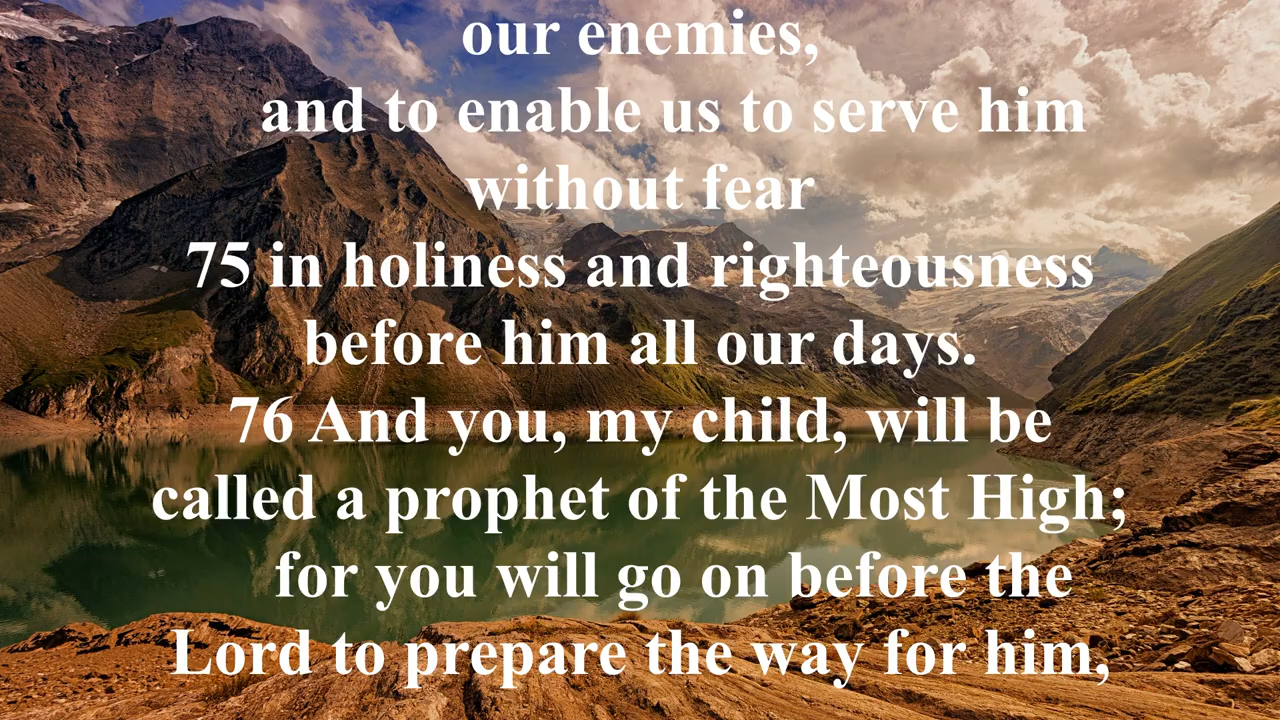 our enemies,
and to enable us to serve him
without fear
75 in holiness and righteousness
before him all our days.
76 And you, my child, will be
called a prophet of the Most High;
for you will go on before the
Lord to prepare the way for him,